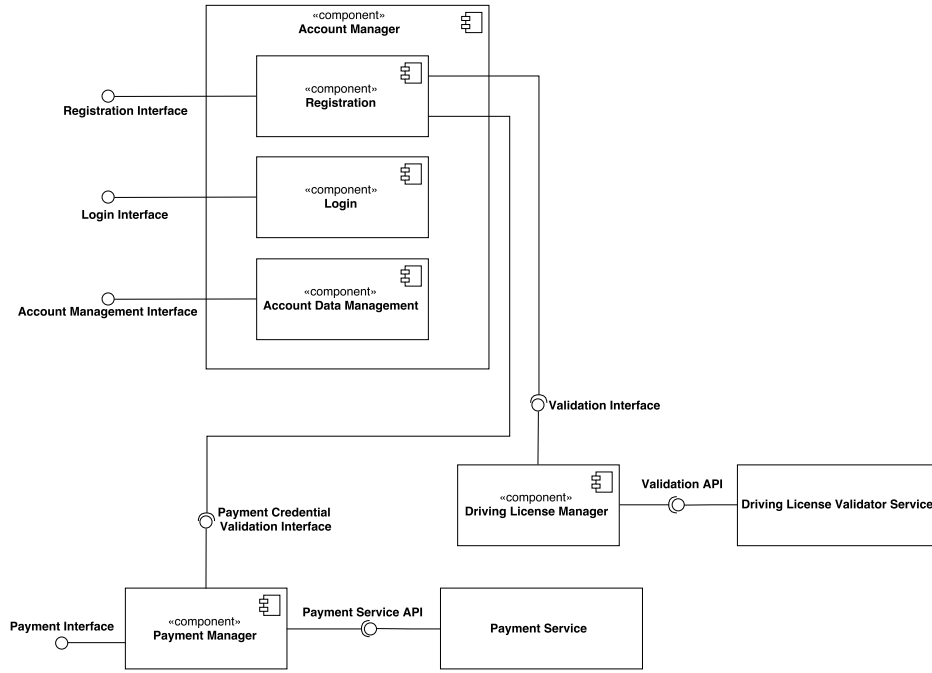 «component»
Account Manager
«component»
Registration
Registration Interface
«component»
Login
Login Interface
«component»
Account Data Management
Account Management Interface
Validation Interface
«component»
Driving License Manager
Validation API
Driving License Validator Service
Payment Credential
Validation Interface
Payment Interface
«component»
Payment Manager
Payment Service API
Payment Service